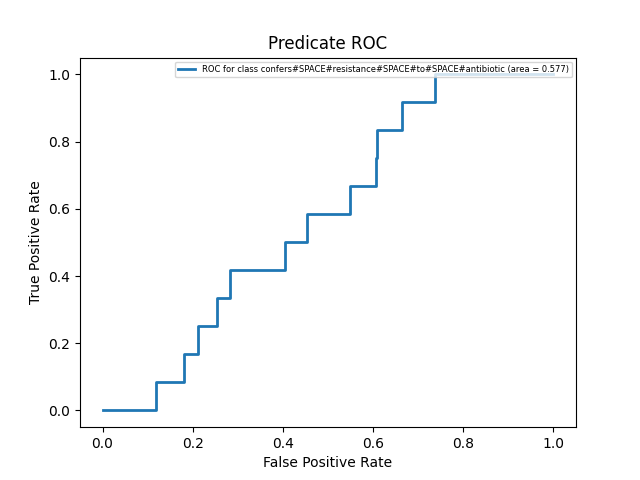 Predicate ROC
ROC for class confers#SPACE#resistance#SPACE#to#SPACE#antibiotic (area = 0.577)
1.0
0.8
0.6
0.4
0.2
0.0
True Positive Rate
0.0 0.2 0.4 0.6 0.8 1.0
False Positive Rate